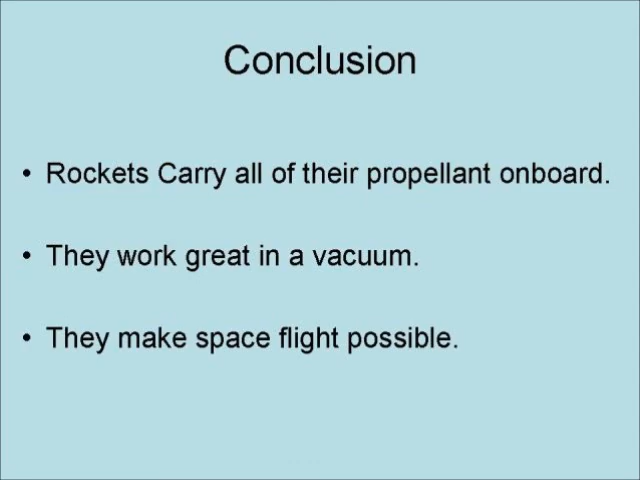 Conclusion
• Rockets Carry all of their propellant onboard.
• They work great in a vacuum.
• They make space flight possible.